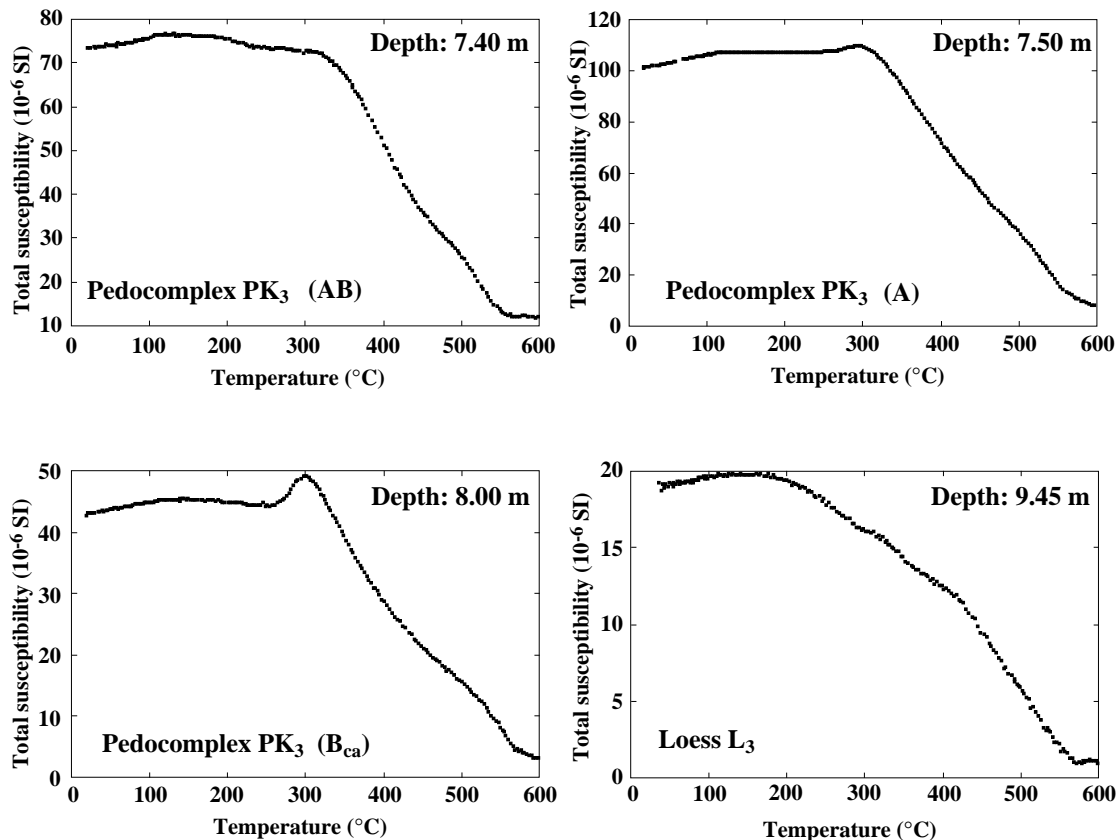 Total susceptibility (10-6 SI)
80
70
60
50
40
30
20
10
Depth: 7.40 m
Pedocomplex PK3 (AB)
0 100 200 300 400 500 600
Temperature (°C)
Total susceptibility (10-6 SI)
120
100
80
60
40
20
0
Depth: 7.50 m
Pedocomplex PK3 (A)
0 100 200 300 400 500 600
Temperature (°C)
Total susceptibility (10-6 SI)
50
40
30
20
10
0
Depth: 8.00 m
Pedocomplex PK3 (Bca)
0 100 200 300 400 500 600
Temperature (°C)
Total susceptibility (10-6 SI)
20
15
10
5
0
Depth: 9.45 m
Loess L3
0 100 200 300 400 500 600
Temperature (°C)